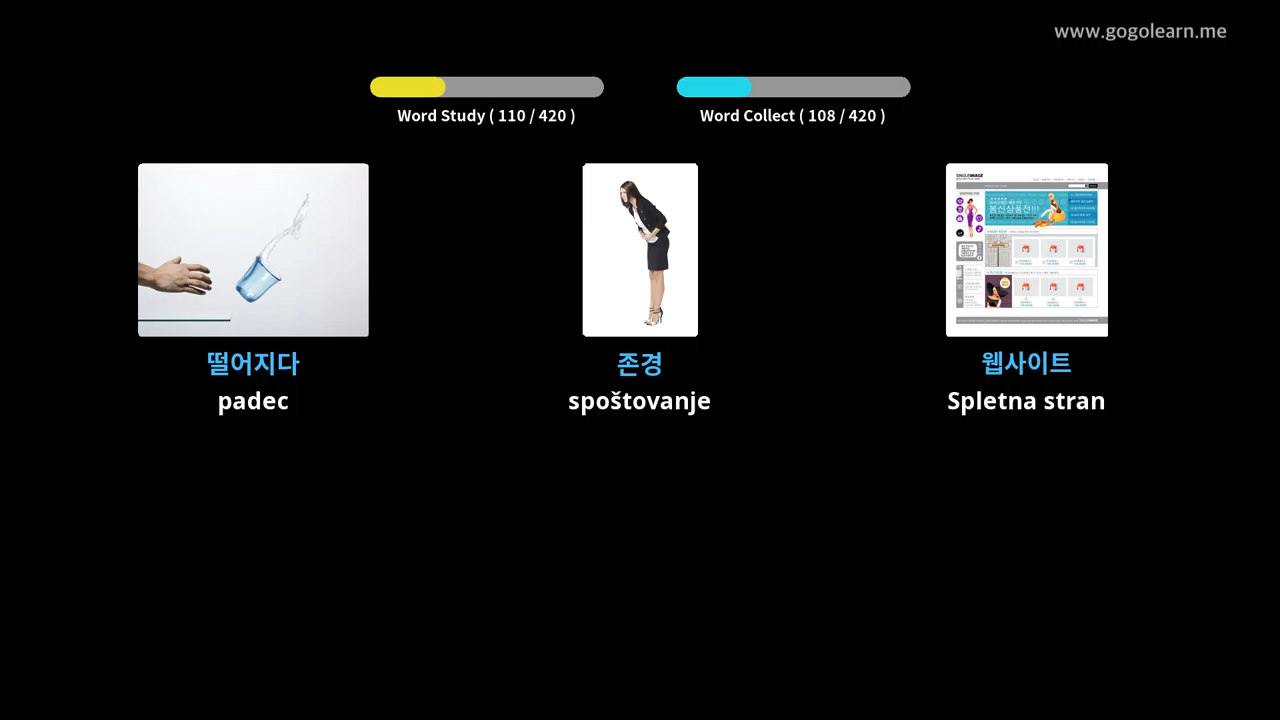 www.gogolearn.me
Word Study ( 110 / 420 )
Word Collect ( 108 / 420 )
떨어지다
padec
존경
spoštovanje
웹사이트
Spletna stran